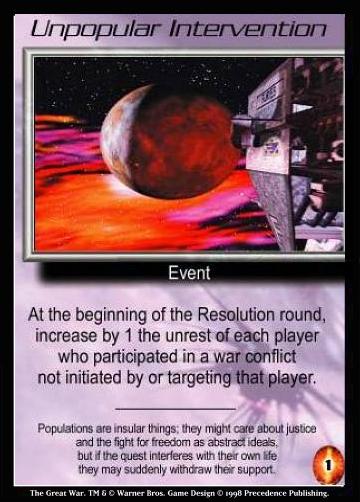 Unpopular Intervention
Event
At the beginning of the Resolution round,
increase by 1 the unrest of each player
who participated in a war conflict
not initiated by or targeting that player.
Populations are insular things; they might care about justice
and the fight for freedom as abstract ideals,
but if the quest interferes with their own life
they may suddenly withdraw their support.
1
The Great War. TM & © Warner Bros. Game Design © 1998 Precedence Publishing.